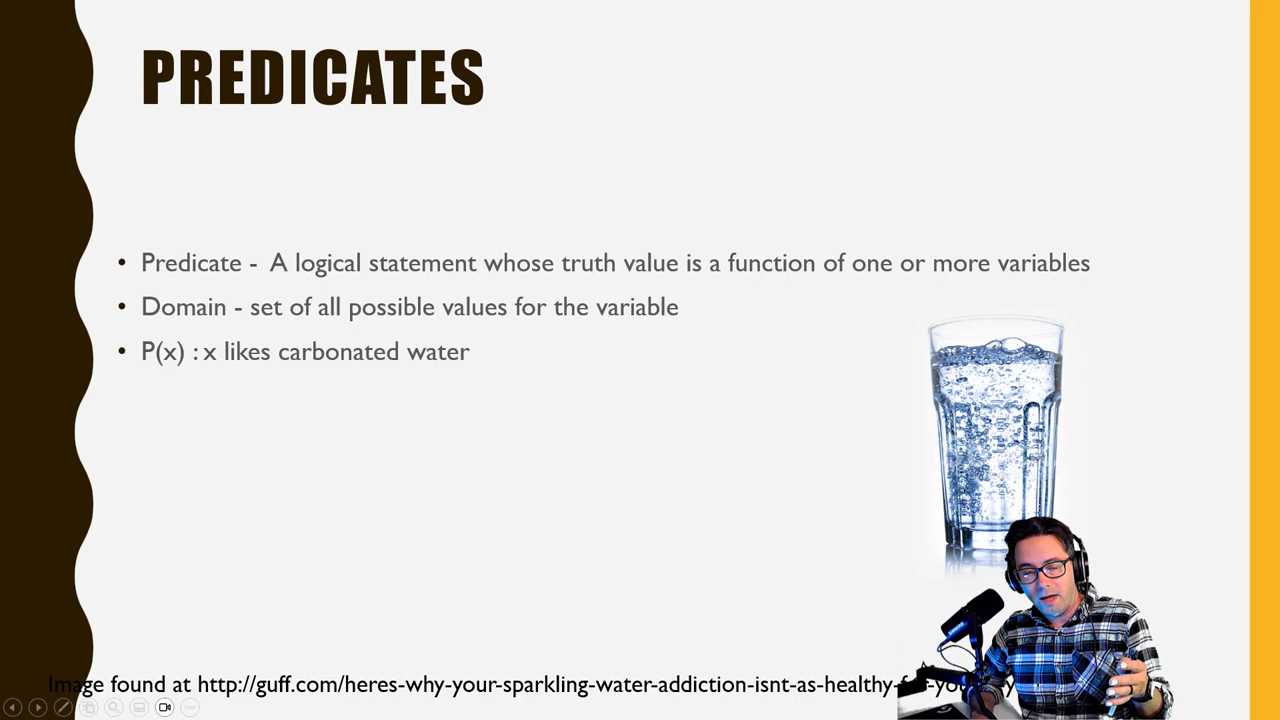 PREDICATES
• Predicate -  A logical statement whose truth value is a function of one or more variables
• Domain - set of all possible values for the variable
• P(x) : x likes carbonated water
Image found at http://guff.com/heres-why-your-sparkling-water-addiction-isnt-as-healthy-